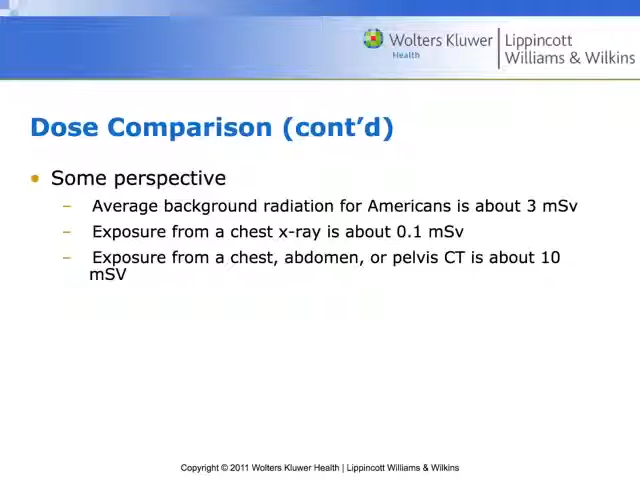 Wolters Kluwer
Health
Lippincott
Williams & Wilkins
Dose Comparison (cont’d)
• Some perspective
– Average background radiation for Americans is about 3 mSv
– Exposure from a chest x-ray is about 0.1 mSv
– Exposure from a chest, abdomen, or pelvis CT is about 10
mSV
Copyright © 2011 Wolters Kluwer Health | Lippincott Williams & Wilkins